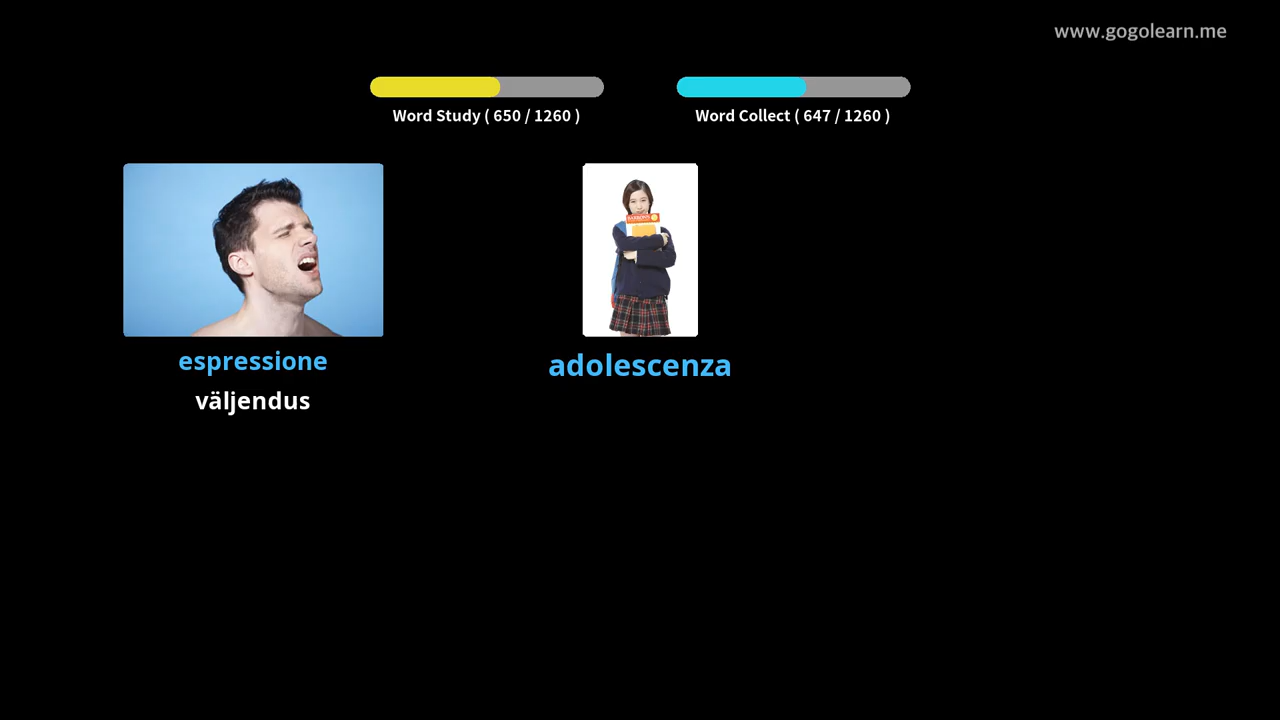 www.gogolearn.me
Word Study ( 650 / 1260 )
Word Collect ( 647 / 1260 )
espressione
väljendus
adolescenza